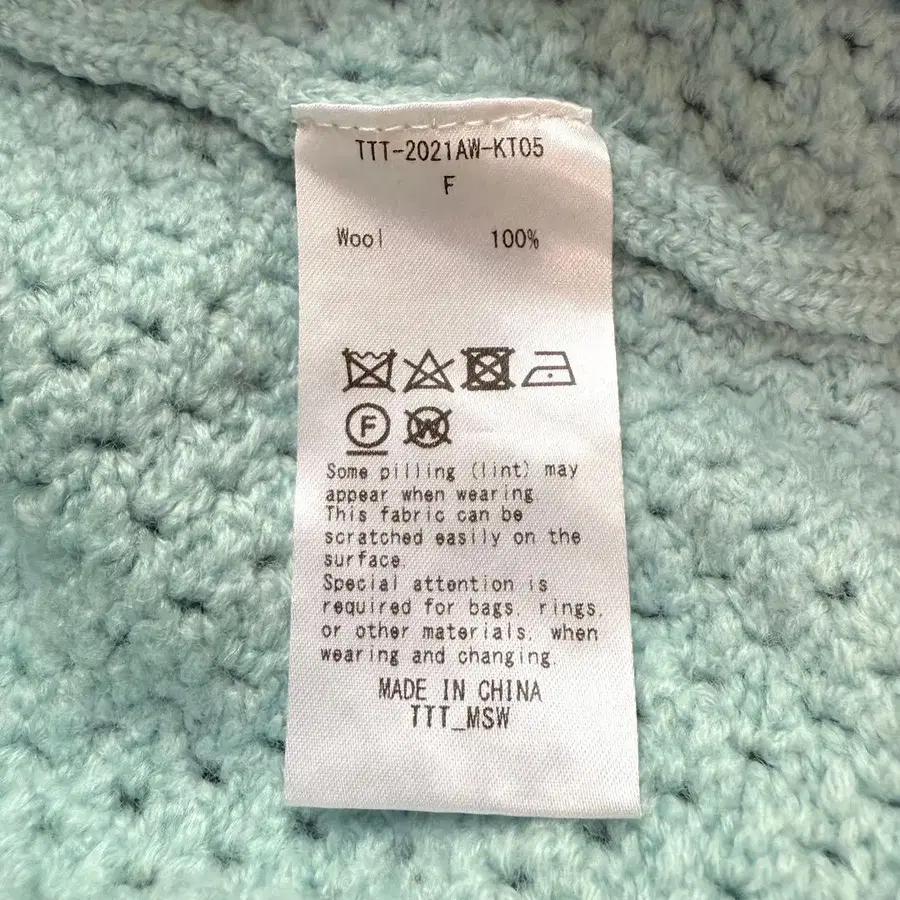 TTT-2021AW-KT05
F
Wool 100%
F W
Some pilling (lint) may
appear when wearing.
This fabric can be
scratched easily on the
surface.
Special attention is
required for bags, rings,
or other materials, when
wearing and changing.
MADE IN CHINA
TTT_MSW